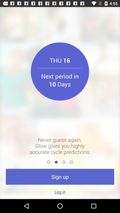 4:55
THU 16
Next period in
10 Days
Never guess again.
Glow gives you highly
accurate cycle predictions.
Sign up
Log in